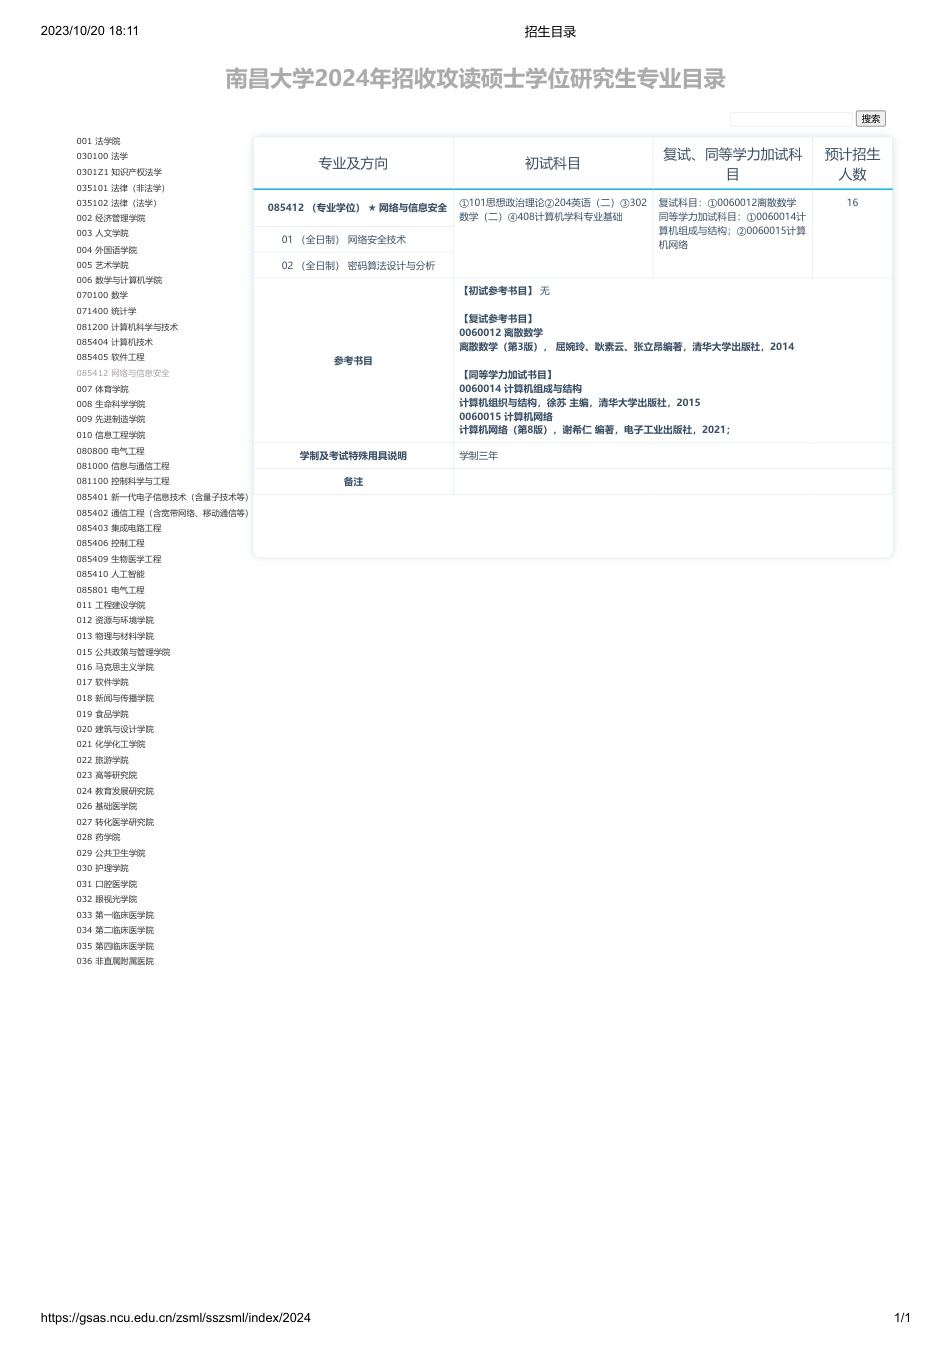 2023/10/20 18:11
招生目录
南昌大学2024年招收攻读硕士学位研究生专业目录
搜索
001 法学院
030100 法学
0301Z1 知识产权法学
035101 法律（非法学）
035102 法律（法学）
002 经济管理学院
003 人文学院
004 外国语学院
005 艺术学院
006 数学与计算机学院
070100 数学
071400 统计学
081200 计算机科学与技术
085404 计算机技术
085405 软件工程
085412 网络与信息安全
007 体育学院
008 生命科学学院
009 先进制造学院
010 信息工程学院
080800 电气工程
081000 信息与通信工程
081100 控制科学与工程
085401 新一代电子信息技术（含量子技术等）
085402 通信工程（含宽带网络、移动通信等）
085403 集成电路工程
085406 控制工程
085409 生物医学工程
085410 人工智能
085801 电气工程
011 工程建设学院
012 资源与环境学院
013 物理与材料学院
015 公共政策与管理学院
016 马克思主义学院
017 软件学院
018 新闻与传播学院
019 食品学院
020 建筑与设计学院
021 化学化工学院
022 旅游学院
023 高等研究院
024 教育发展研究院
026 基础医学院
027 转化医学研究院
028 药学院
029 公共卫生学院
030 护理学院
031 口腔医学院
032 眼视光学院
033 第一临床医学院
034 第二临床医学院
035 第四临床医学院
036 非直属附属医院
专业及方向
初试科目
复试、同等学力加试科
目
预计招生
人数
085412 （专业学位） ★ 网络与信息安全
01 （全日制） 网络安全技术
02 （全日制） 密码算法设计与分析
①101思想政治理论②204英语（二）③302
数学（二）④408计算机学科专业基础
复试科目：①0060012离散数学
同等学力加试科目：①0060014计
算机组成与结构；②0060015计算
机网络
16
参考书目
【初试参考书目】 无
【复试参考书目】
0060012 离散数学
离散数学（第3版）， 屈婉玲、耿素云、张立昂编著，清华大学出版社，2014
【同等学力加试书目】
0060014 计算机组成与结构
计算机组织与结构，徐苏 主编，清华大学出版社，2015
0060015 计算机网络
计算机网络（第8版），谢希仁 编著，电子工业出版社，2021；
学制及考试特殊用具说明
学制三年
备注
https://gsas.ncu.edu.cn/zsml/sszsml/index/2024
1/1